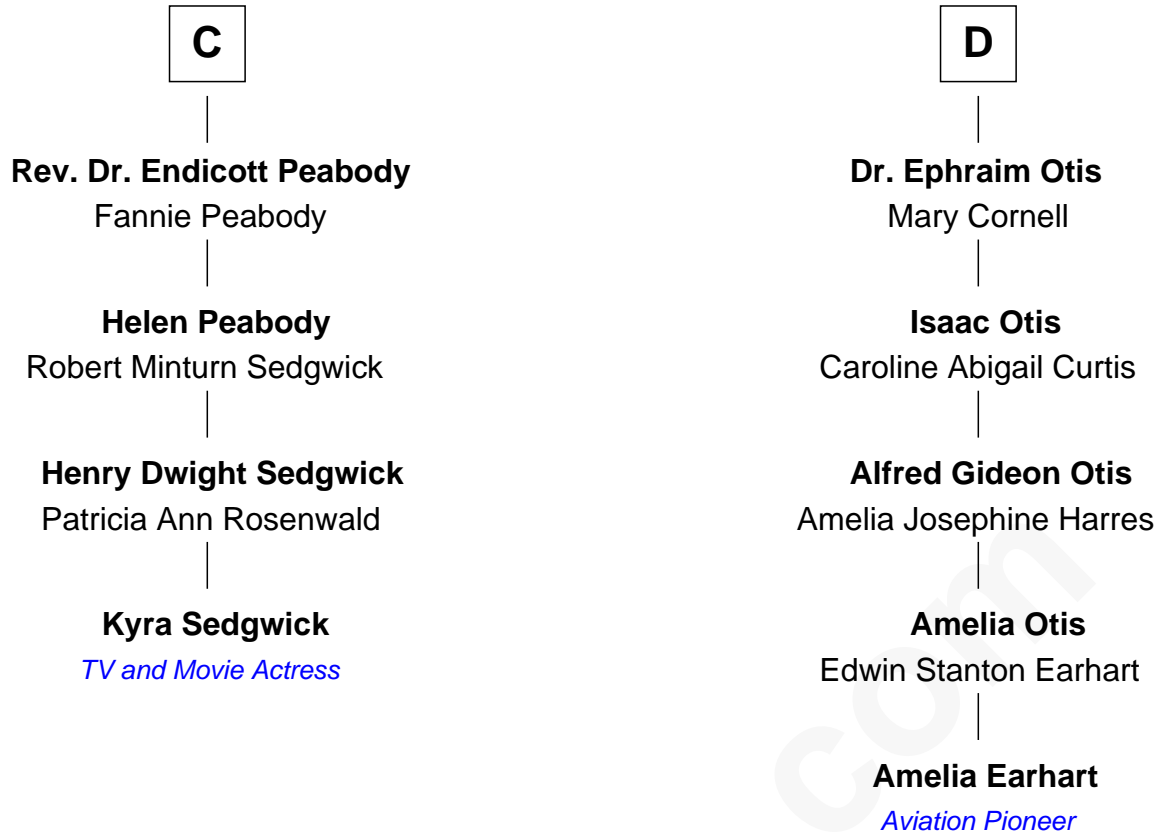 C
Rev. Dr. Endicott Peabody
Fannie Peabody
Helen Peabody
Robert Minturn Sedgwick
Henry Dwight Sedgwick
Patricia Ann Rosenwald
Kyra Sedgwick
TV and Movie Actress
D
Dr. Ephraim Otis
Mary Cornell
Isaac Otis
Caroline Abigail Curtis
Alfred Gideon Otis
Amelia Josephine Harres
Amelia Otis
Edwin Stanton Earhart
Amelia Earhart
Aviation Pioneer
com